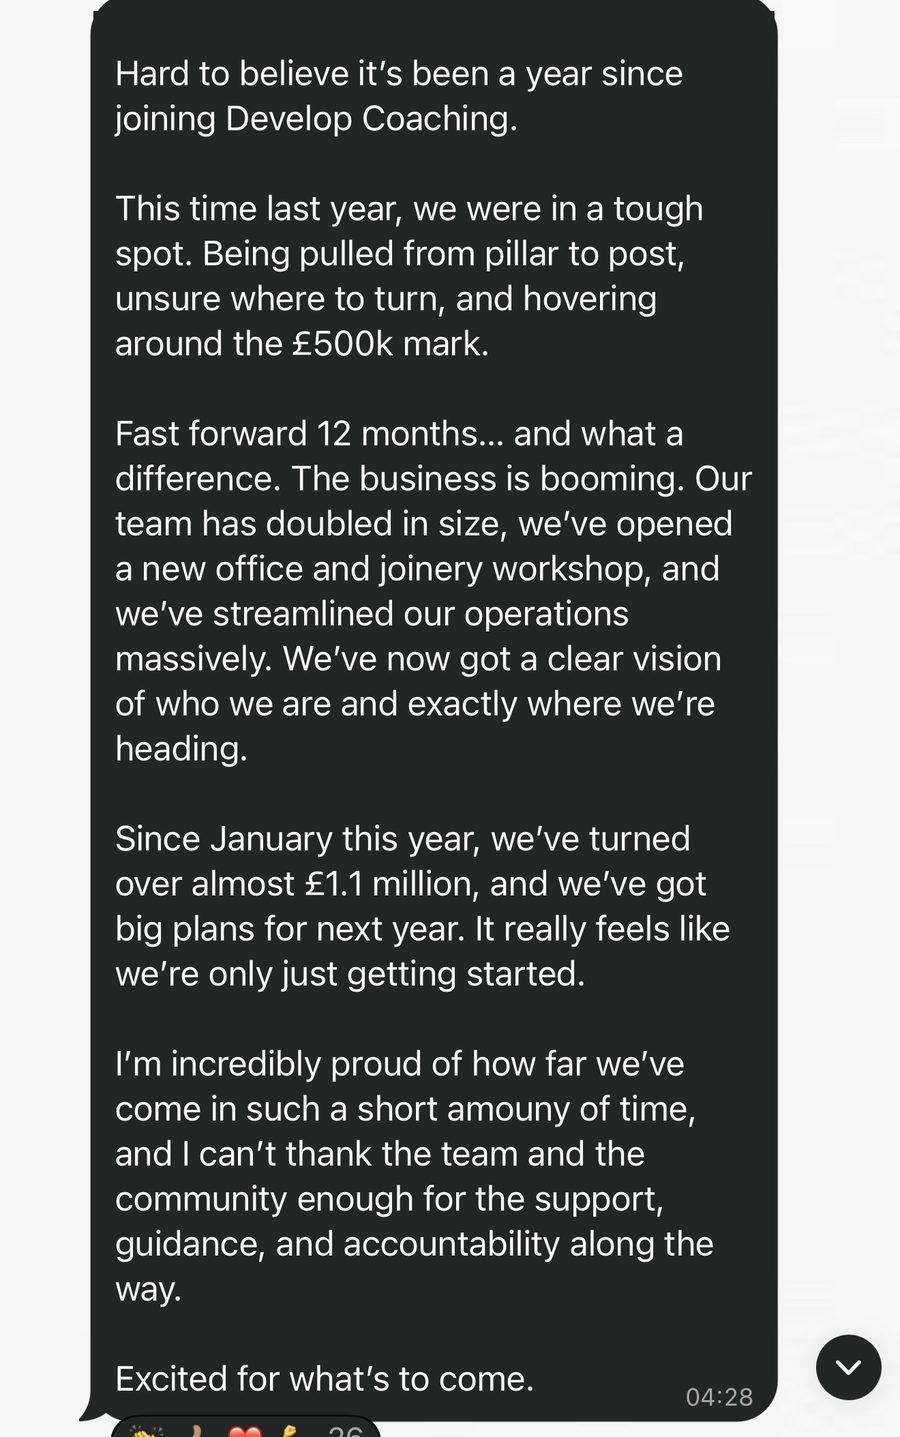 Hard to believe it’s been a year since
joining Develop Coaching.
This time last year, we were in a tough
spot. Being pulled from pillar to post,
unsure where to turn, and hovering
around the £500k mark.
Fast forward 12 months... and what a
difference. The business is booming. Our
team has doubled in size, we’ve opened
a new office and joinery workshop, and
we’ve streamlined our operations
massively. We’ve now got a clear vision
of who we are and exactly where we’re
heading.
Since January this year, we’ve turned
over almost £1.1 million, and we’ve got
big plans for next year. It really feels like
we’re only just getting started.
I’m incredibly proud of how far we’ve
come in such a short amouny of time,
and I can’t thank the team and the
community enough for the support,
guidance, and accountability along the
way.
Excited for what’s to come.
04:28